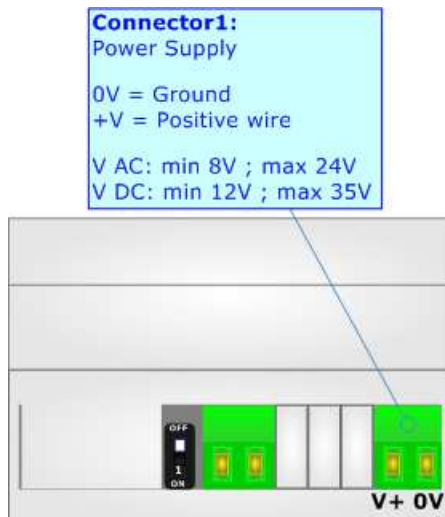 Connector1:
Power Supply
0V = Ground
+V = Positive wire
V AC: min 8V ; max 24V
V DC: min 12V ; max 35V
OFF
1
ON
V+ 0V